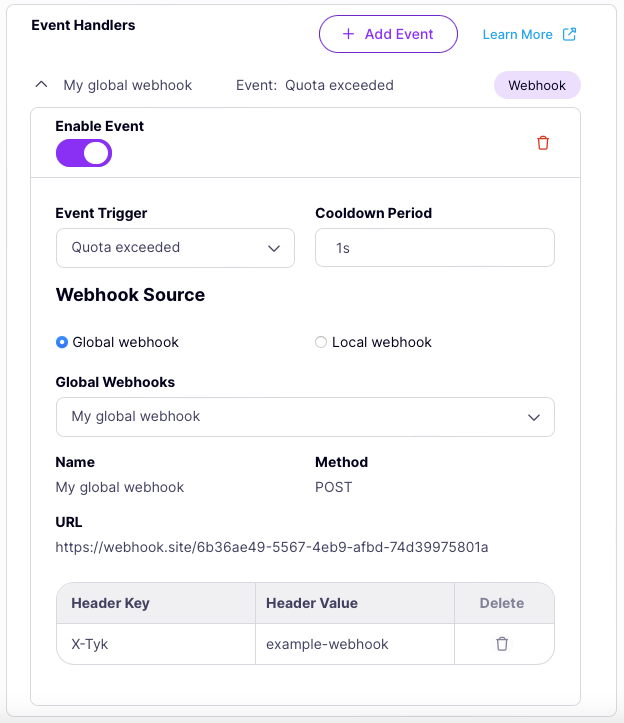 Event Handlers
+ Add Event
Learn More
My global webhook Event: Quota exceeded Webhook
Enable Event
Event Trigger Cooldown Period
Quota exceeded 1s
Webhook Source
Global webhook Local webhook
Global Webhooks
My global webhook
Name Method
My global webhook POST
URL
https://webhook.site/6b36ae49-5567-4eb9-afbd-74d39975801a
Header Key Header Value Delete
X-Tyk example-webhook